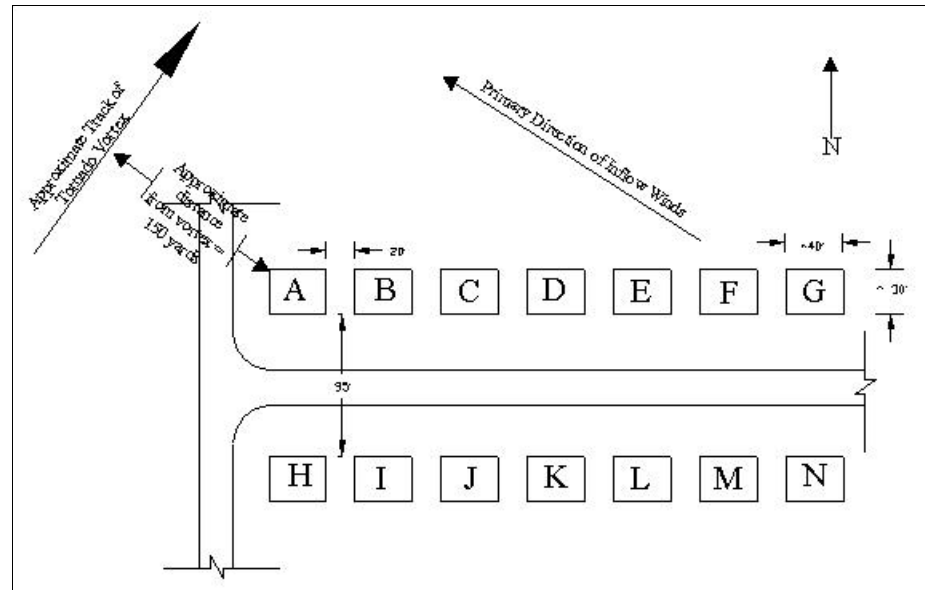 Approximate Track of
Tornado Vortex
Approximate
distance
from vortex =
150 yards
Primary Direction of Inflow Winds
N
20'
~40'
~30'
A
B
C
D
E
F
G
95'
H
I
J
K
L
M
N